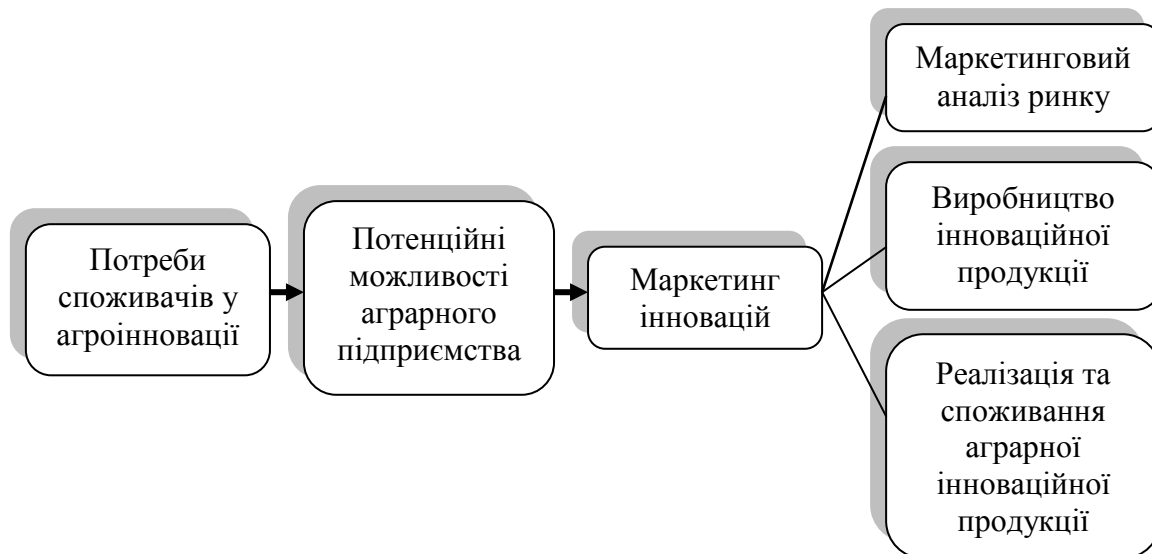 Потреби
споживачів у
агроінновації
Потенційні
можливості
аграрного
підприємства
Маркетинг
інновацій
Маркетинговий
аналіз ринку
Виробництво
інноваційної
продукції
Реалізація та
споживання
аграрної
інноваційної
продукції